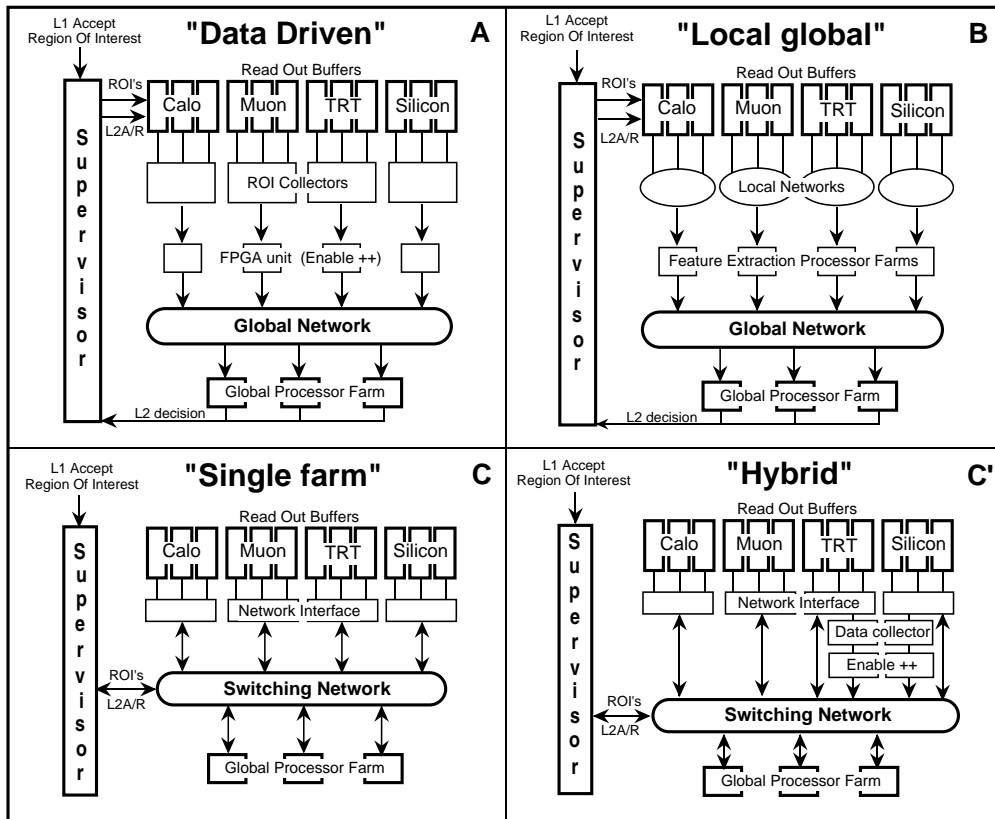 L1 Accept
Region Of Interest
"Data Driven"
A
Read Out Buffers
ROI's
L2A/R
Calo
Muon
TRT
Silicon
Supervisor
ROI Collectors
FPGA unit (Enable ++)
Global Network
Global Processor Farm
L2 decision
L1 Accept
Region Of Interest
"Local global"
B
Read Out Buffers
ROI's
L2A/R
Calo
Muon
TRT
Silicon
Supervisor
Local Networks
Feature Extraction Processor Farms
Global Network
Global Processor Farm
L2 decision
L1 Accept
Region Of Interest
"Single farm"
C
Read Out Buffers
Calo
Muon
TRT
Silicon
Supervisor
Network Interface
ROI's
L2A/R
Switching Network
Global Processor Farm
L1 Accept
Region Of Interest
"Hybrid"
C'
Read Out Buffers
Calo
Muon
TRT
Silicon
Supervisor
Network Interface
Data collector
Enable ++
ROI's
L2A/R
Switching Network
Global Processor Farm